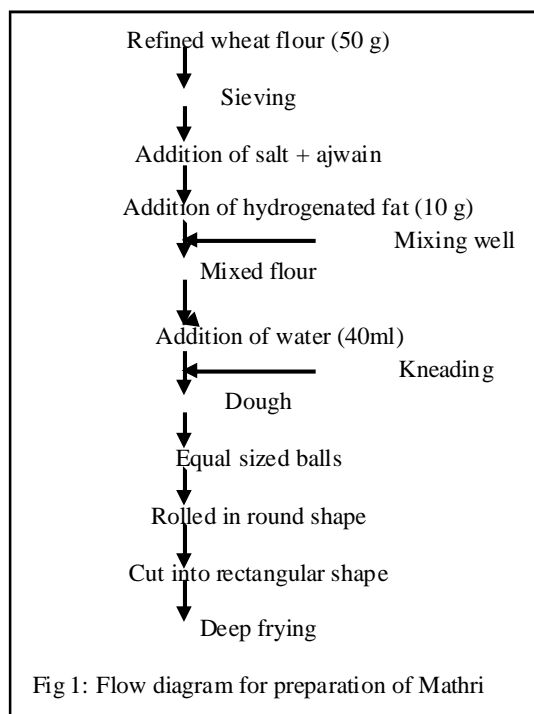 Refined wheat flour (50 g)
Sieving
Addition of salt + ajwain
Addition of hydrogenated fat (10 g)
Mixing well
Mixed flour
Addition of water (40ml)
Kneading
Dough
Equal sized balls
Rolled in round shape
Cut into rectangular shape
Deep frying
Fig 1: Flow diagram for preparation of Mathri